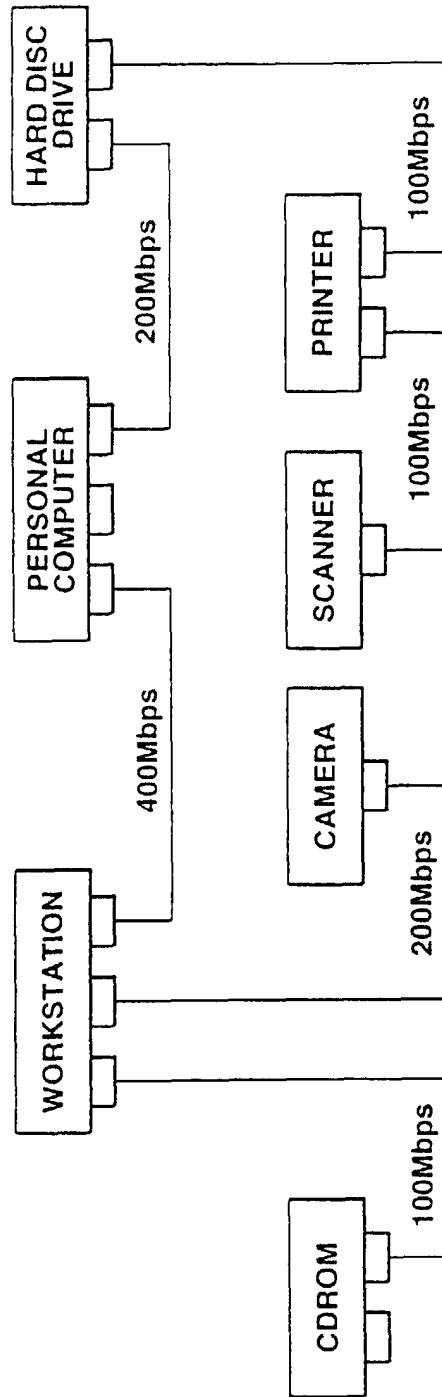 WORKSTATION
PERSONAL
COMPUTER
HARD DISC
DRIVE
400Mbps
200Mbps
CDROM
CAMERA
SCANNER
PRINTER
100Mbps
200Mbps
100Mbps
100Mbps